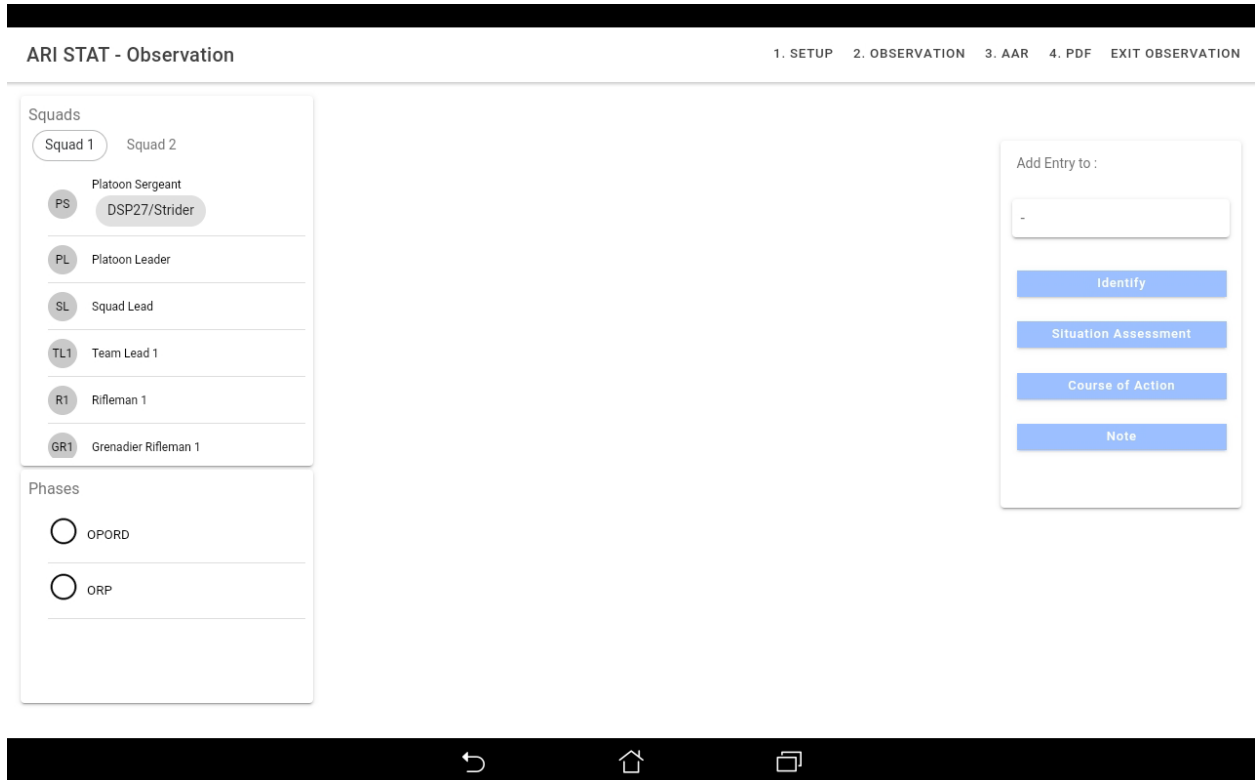 ARI STAT - Observation
1. SETUP 2. OBSERVATION 3. AAR 4. PDF EXIT OBSERVATION
Squads
Squad 1 Squad 2
PS Platoon Sergeant
DSP27/Strider
PL Platoon Leader
SL Squad Lead
TL1 Team Lead 1
R1 Rifleman 1
GR1 Grenadier Rifleman 1
Phases
OPORD
ORP
Add Entry to :
-
Identify
Situation Assessment
Course of Action
Note